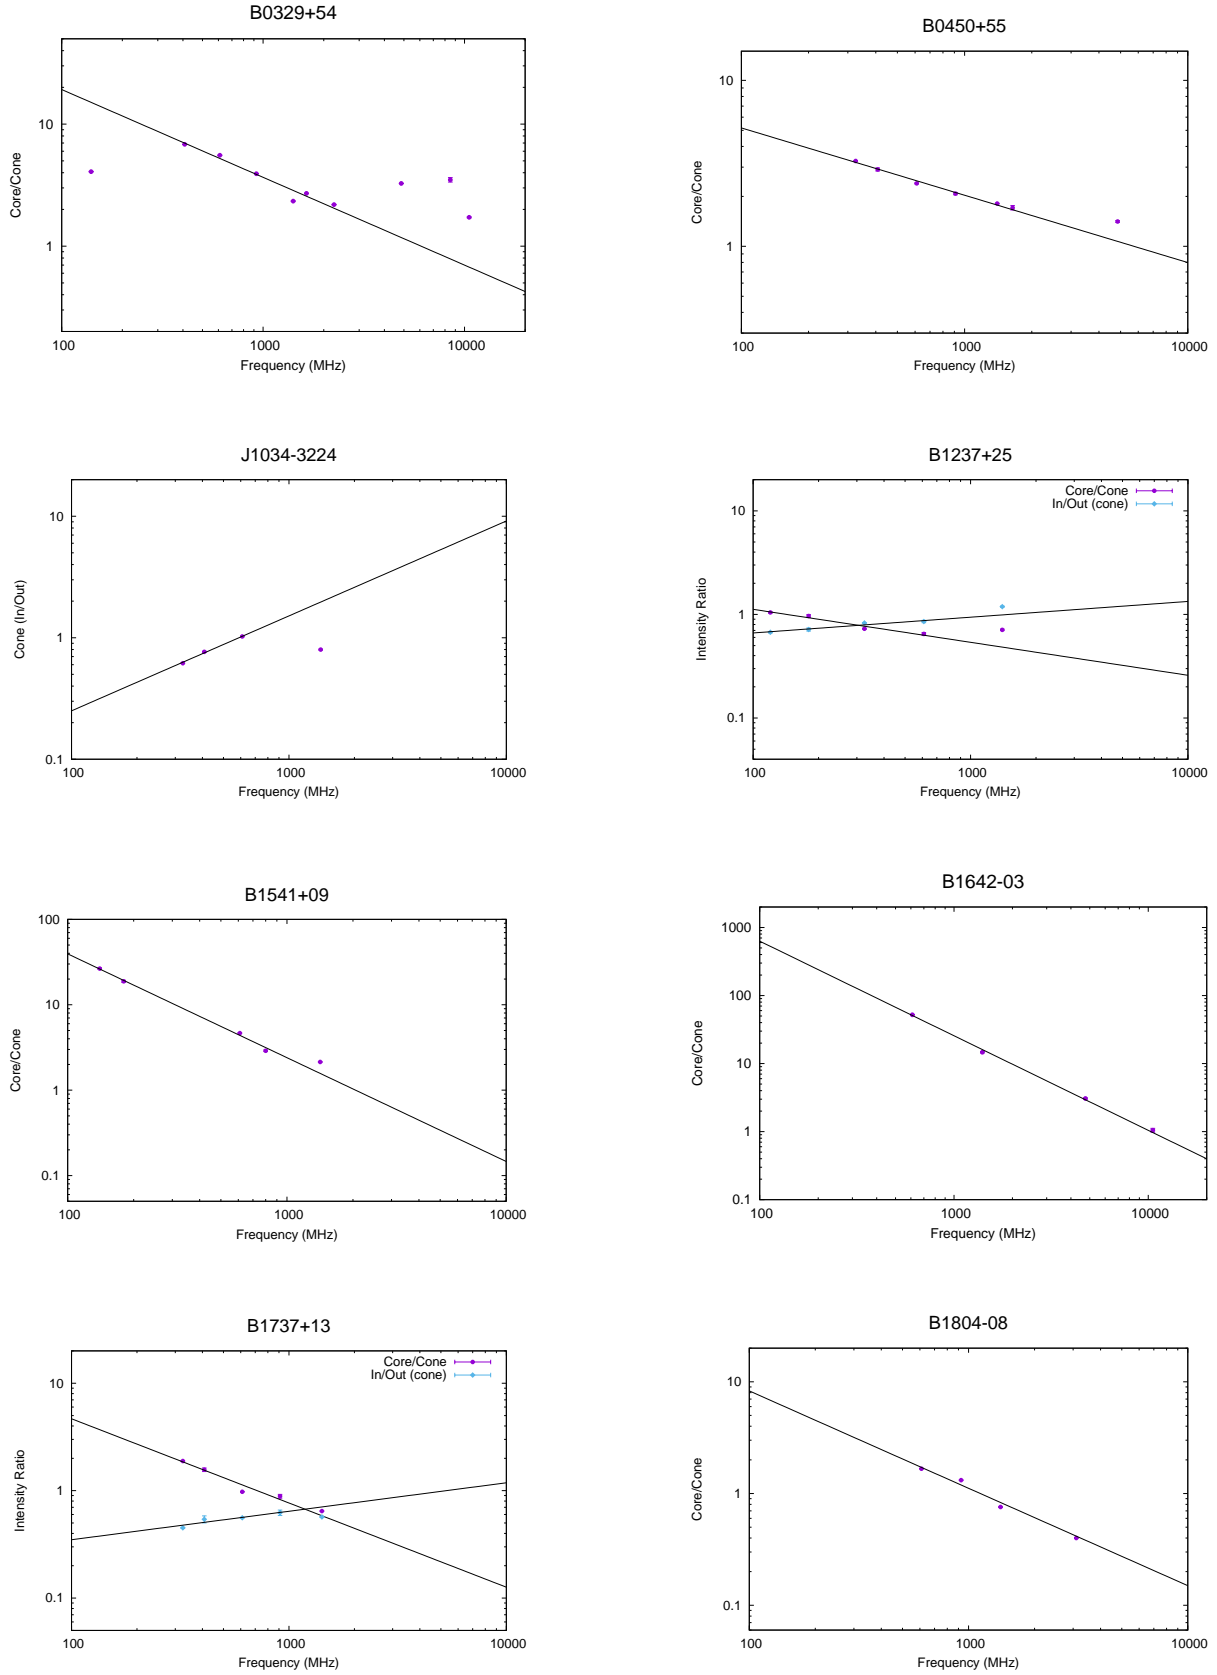 B0329+54
Core/Cone
10
1
100
1000
10000
Frequency (MHz)
B0450+55
Core/Cone
10
1
100
1000
10000
Frequency (MHz)
J1034-3224
Cone (In/Out)
10
1
0.1
100
1000
10000
Frequency (MHz)
B1237+25
Core/Cone
In/Out (cone)
Intensity Ratio
10
1
0.1
100
1000
10000
Frequency (MHz)
B1541+09
Core/Cone
100
10
1
0.1
100
1000
10000
Frequency (MHz)
B1642-03
Core/Cone
1000
100
10
1
0.1
100
1000
10000
Frequency (MHz)
B1737+13
Core/Cone
In/Out (cone)
Intensity Ratio
10
1
0.1
100
1000
10000
Frequency (MHz)
B1804-08
Core/Cone
10
1
0.1
100
1000
10000
Frequency (MHz)